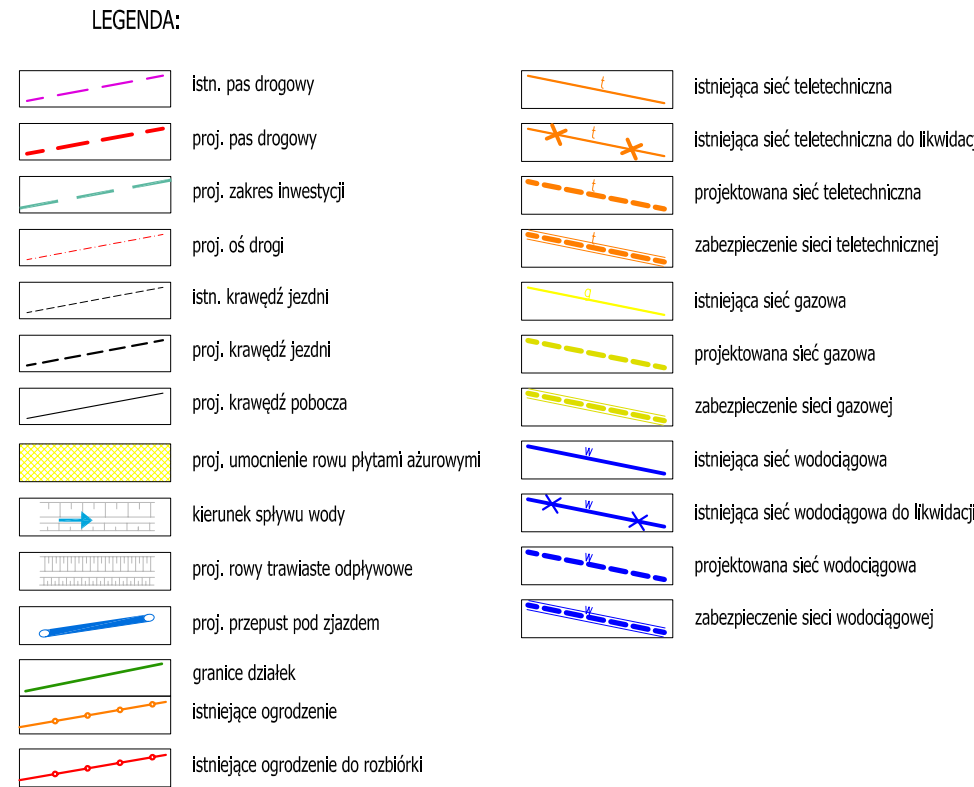 LEGENDA:
istn. pas drogowy
proj. pas drogowy
proj. zakres inwestycji
proj. oś drogi
istn. krawędź jezdni
proj. krawędź jezdni
proj. krawędź pobocza
proj. umocnienie rowu płytami ażurowymi
kierunek spływu wody
proj. rowy trawiaste odpływowe
proj. przepust pod zjazdem
granice działek
istniejące ogrodzenie
istniejące ogrodzenie do rozbiórki
t istniejąca sieć teletechniczna
t istniejąca sieć teletechniczna do likwidacj
t projektowana sieć teletechniczna
t zabezpieczenie sieci teletechnicznej
g istniejąca sieć gazowa
projektowana sieć gazowa
zabezpieczenie sieci gazowej
w istniejąca sieć wodociągowa
w istniejąca sieć wodociągowa do likwidacji
w projektowana sieć wodociągowa
w zabezpieczenie sieci wodociągowej